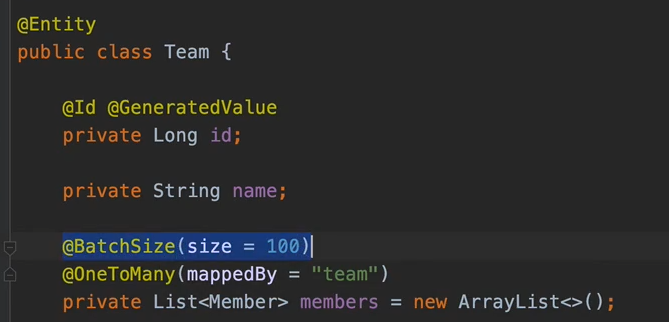 @Entity
public class Team {
@Id @GeneratedValue
private Long id;
private String name;
@BatchSize(size = 100)
@OneToMany(mappedBy = "team")
private List<Member> members = new ArrayList<>();